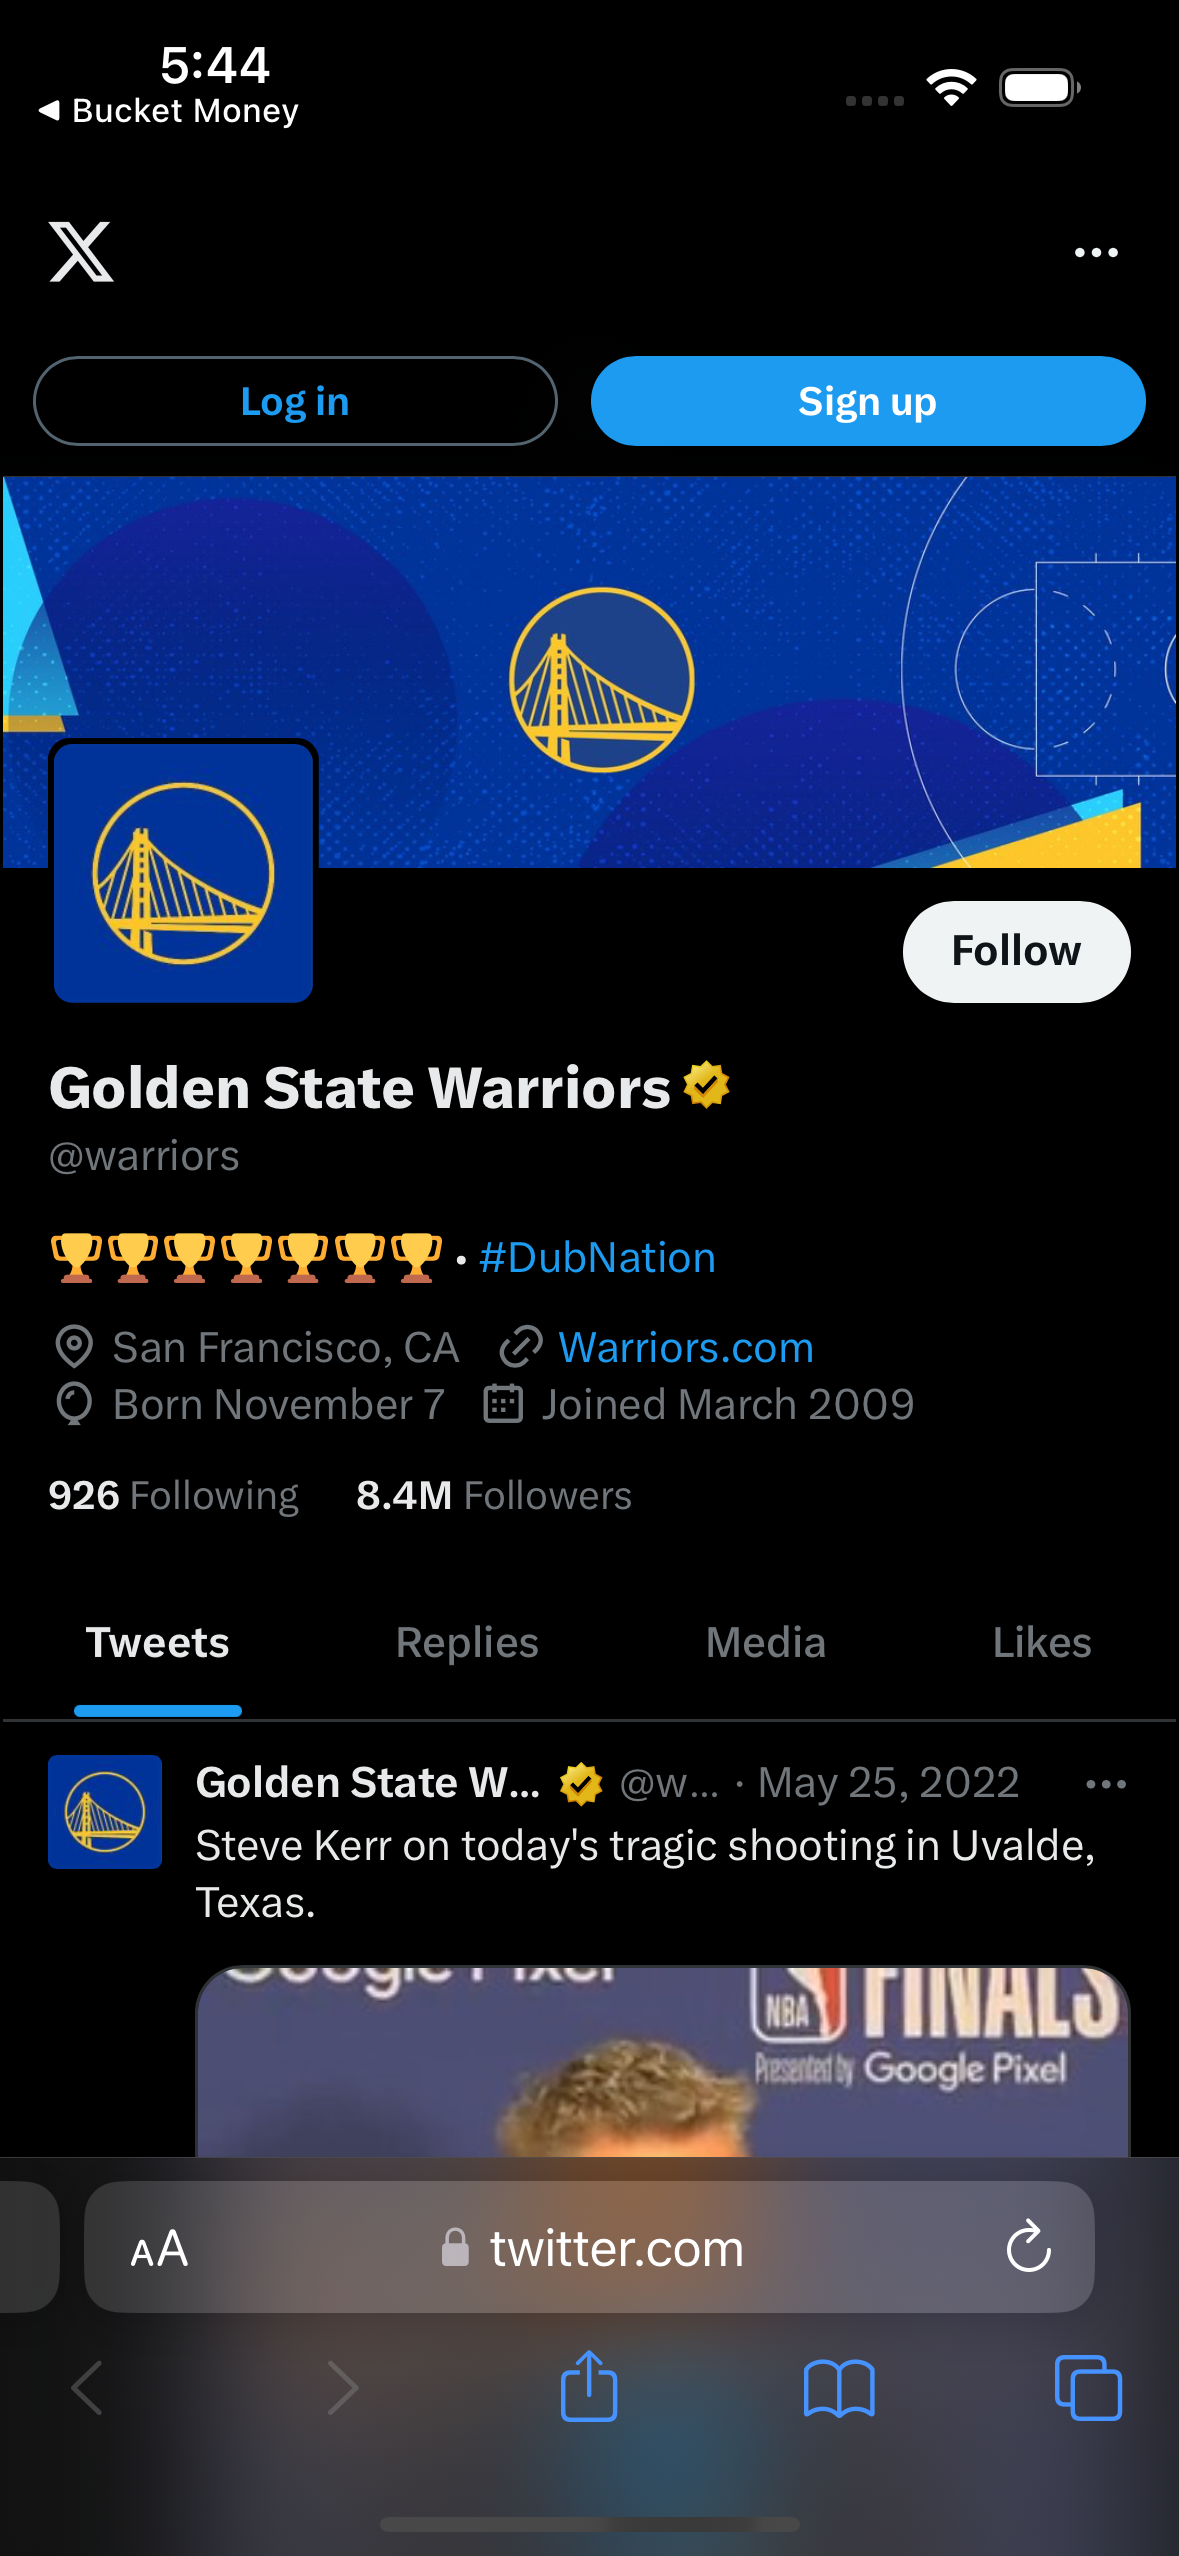 5:44
Bucket Money
Log in
Sign up
Follow
Golden State Warriors
@warriors
🏆🏆🏆🏆🏆🏆🏆 • #DubNation
San Francisco, CA Warriors.com
Born November 7 Joined March 2009
926 Following 8.4M Followers
Tweets Replies Media Likes
Golden State W... @w... · May 25, 2022
Steve Kerr on today's tragic shooting in Uvalde,
Texas.
Google Pixel
NBA FINALS
Presented by Google Pixel
AA twitter.com